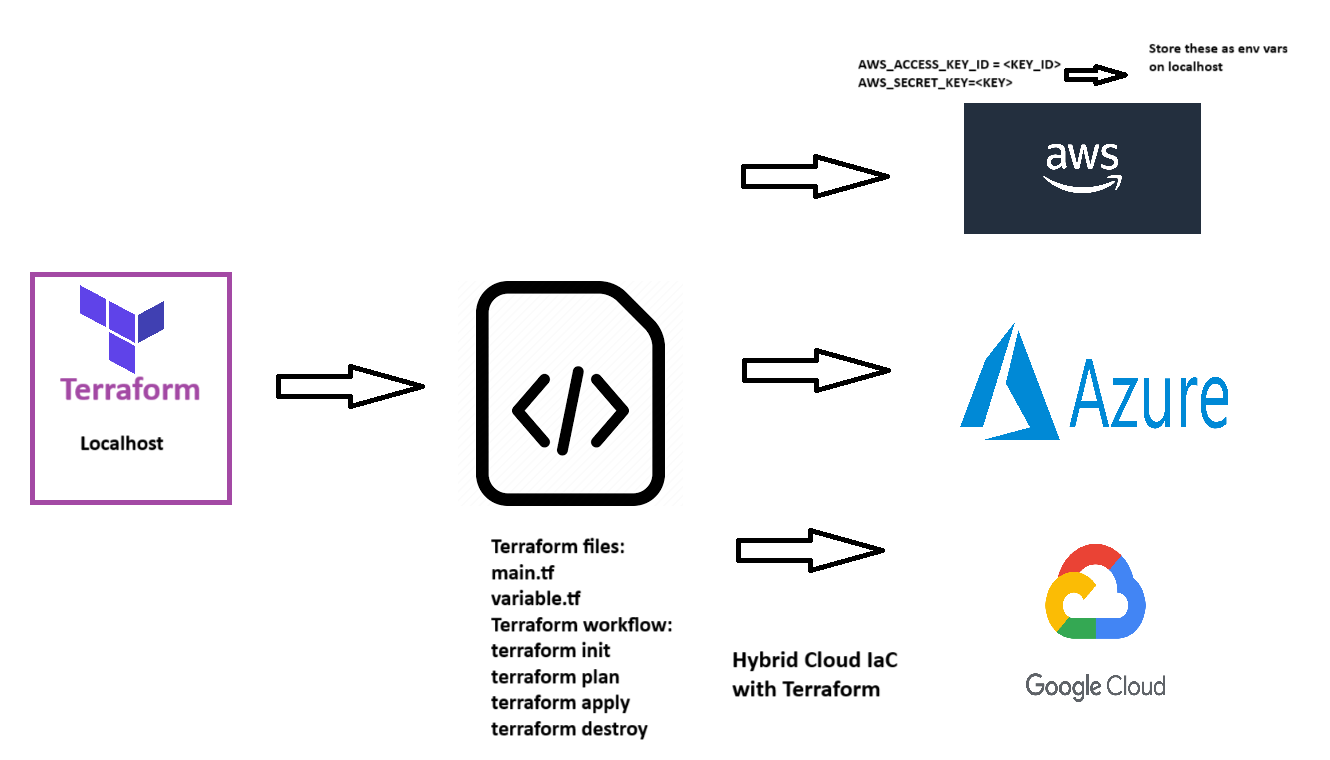 AWS_ACCESS_KEY_ID = <KEY_ID>
AWS_SECRET_KEY=<KEY>
Store these as env vars
on localhost
aws
Terraform
Localhost
</>
Azure
Terraform files:
main.tf
variable.tf
Terraform workflow:
terraform init
terraform plan
terraform apply
terraform destroy
Hybrid Cloud IaC
with Terraform
Google Cloud